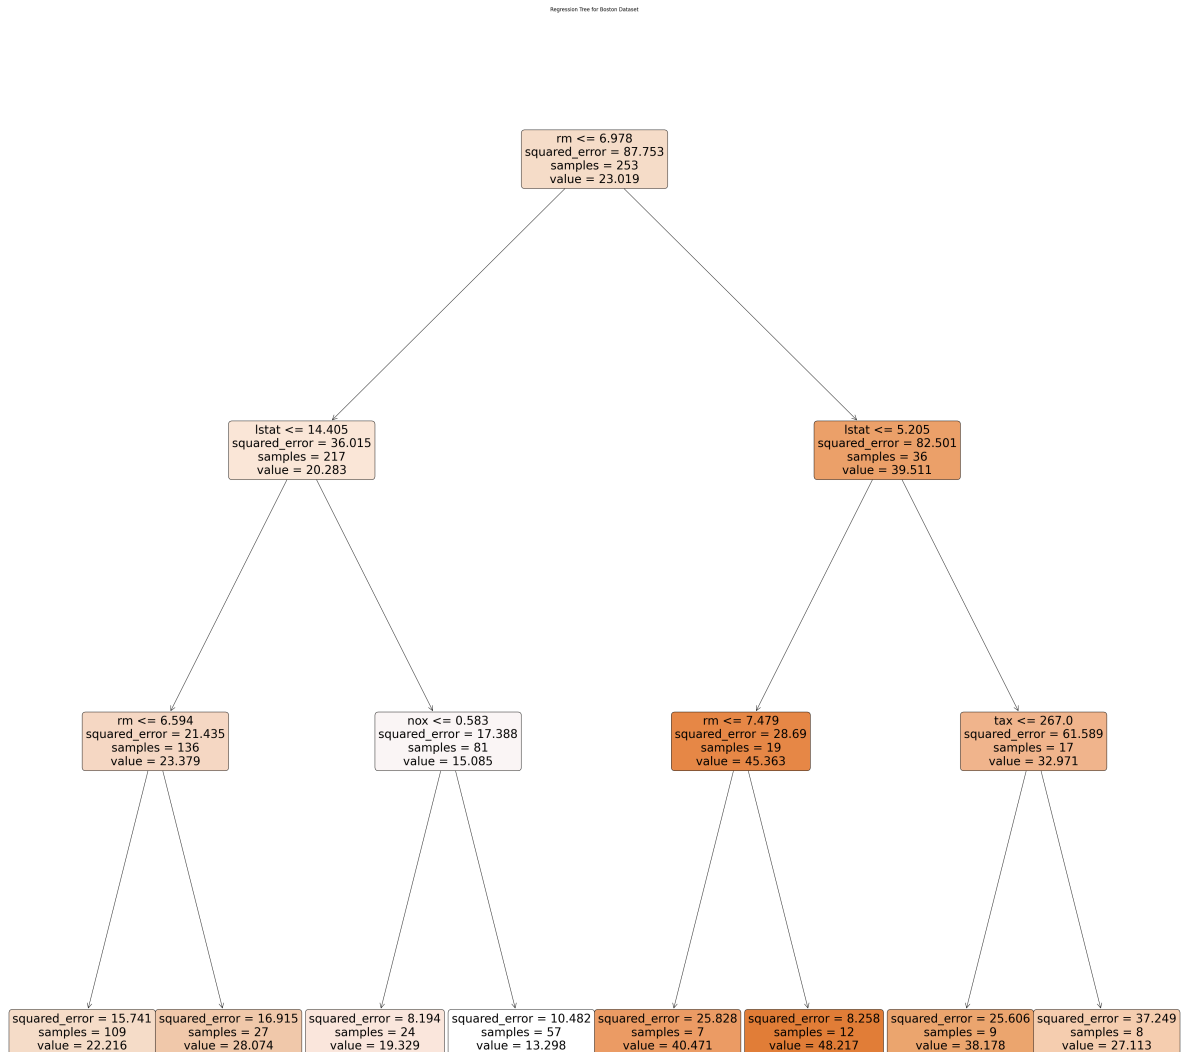 Regression Tree for Boston Dataset
rm <= 6.978
squared_error = 87.753
samples = 253
value = 23.019
lstat <= 14.405
squared_error = 36.015
samples = 217
value = 20.283
lstat <= 5.205
squared_error = 82.501
samples = 36
value = 39.511
rm <= 6.594
squared_error = 21.435
samples = 136
value = 23.379
nox <= 0.583
squared_error = 17.388
samples = 81
value = 15.085
rm <= 7.479
squared_error = 28.69
samples = 19
value = 45.363
tax <= 267.0
squared_error = 61.589
samples = 17
value = 32.971
squared_error = 15.741
samples = 109
value = 22.216
squared_error = 16.915
samples = 27
value = 28.074
squared_error = 8.194
samples = 24
value = 19.329
squared_error = 10.482
samples = 57
value = 13.298
squared_error = 25.828
samples = 7
value = 40.471
squared_error = 8.258
samples = 12
value = 48.217
squared_error = 25.606
samples = 9
value = 38.178
squared_error = 37.249
samples = 8
value = 27.113